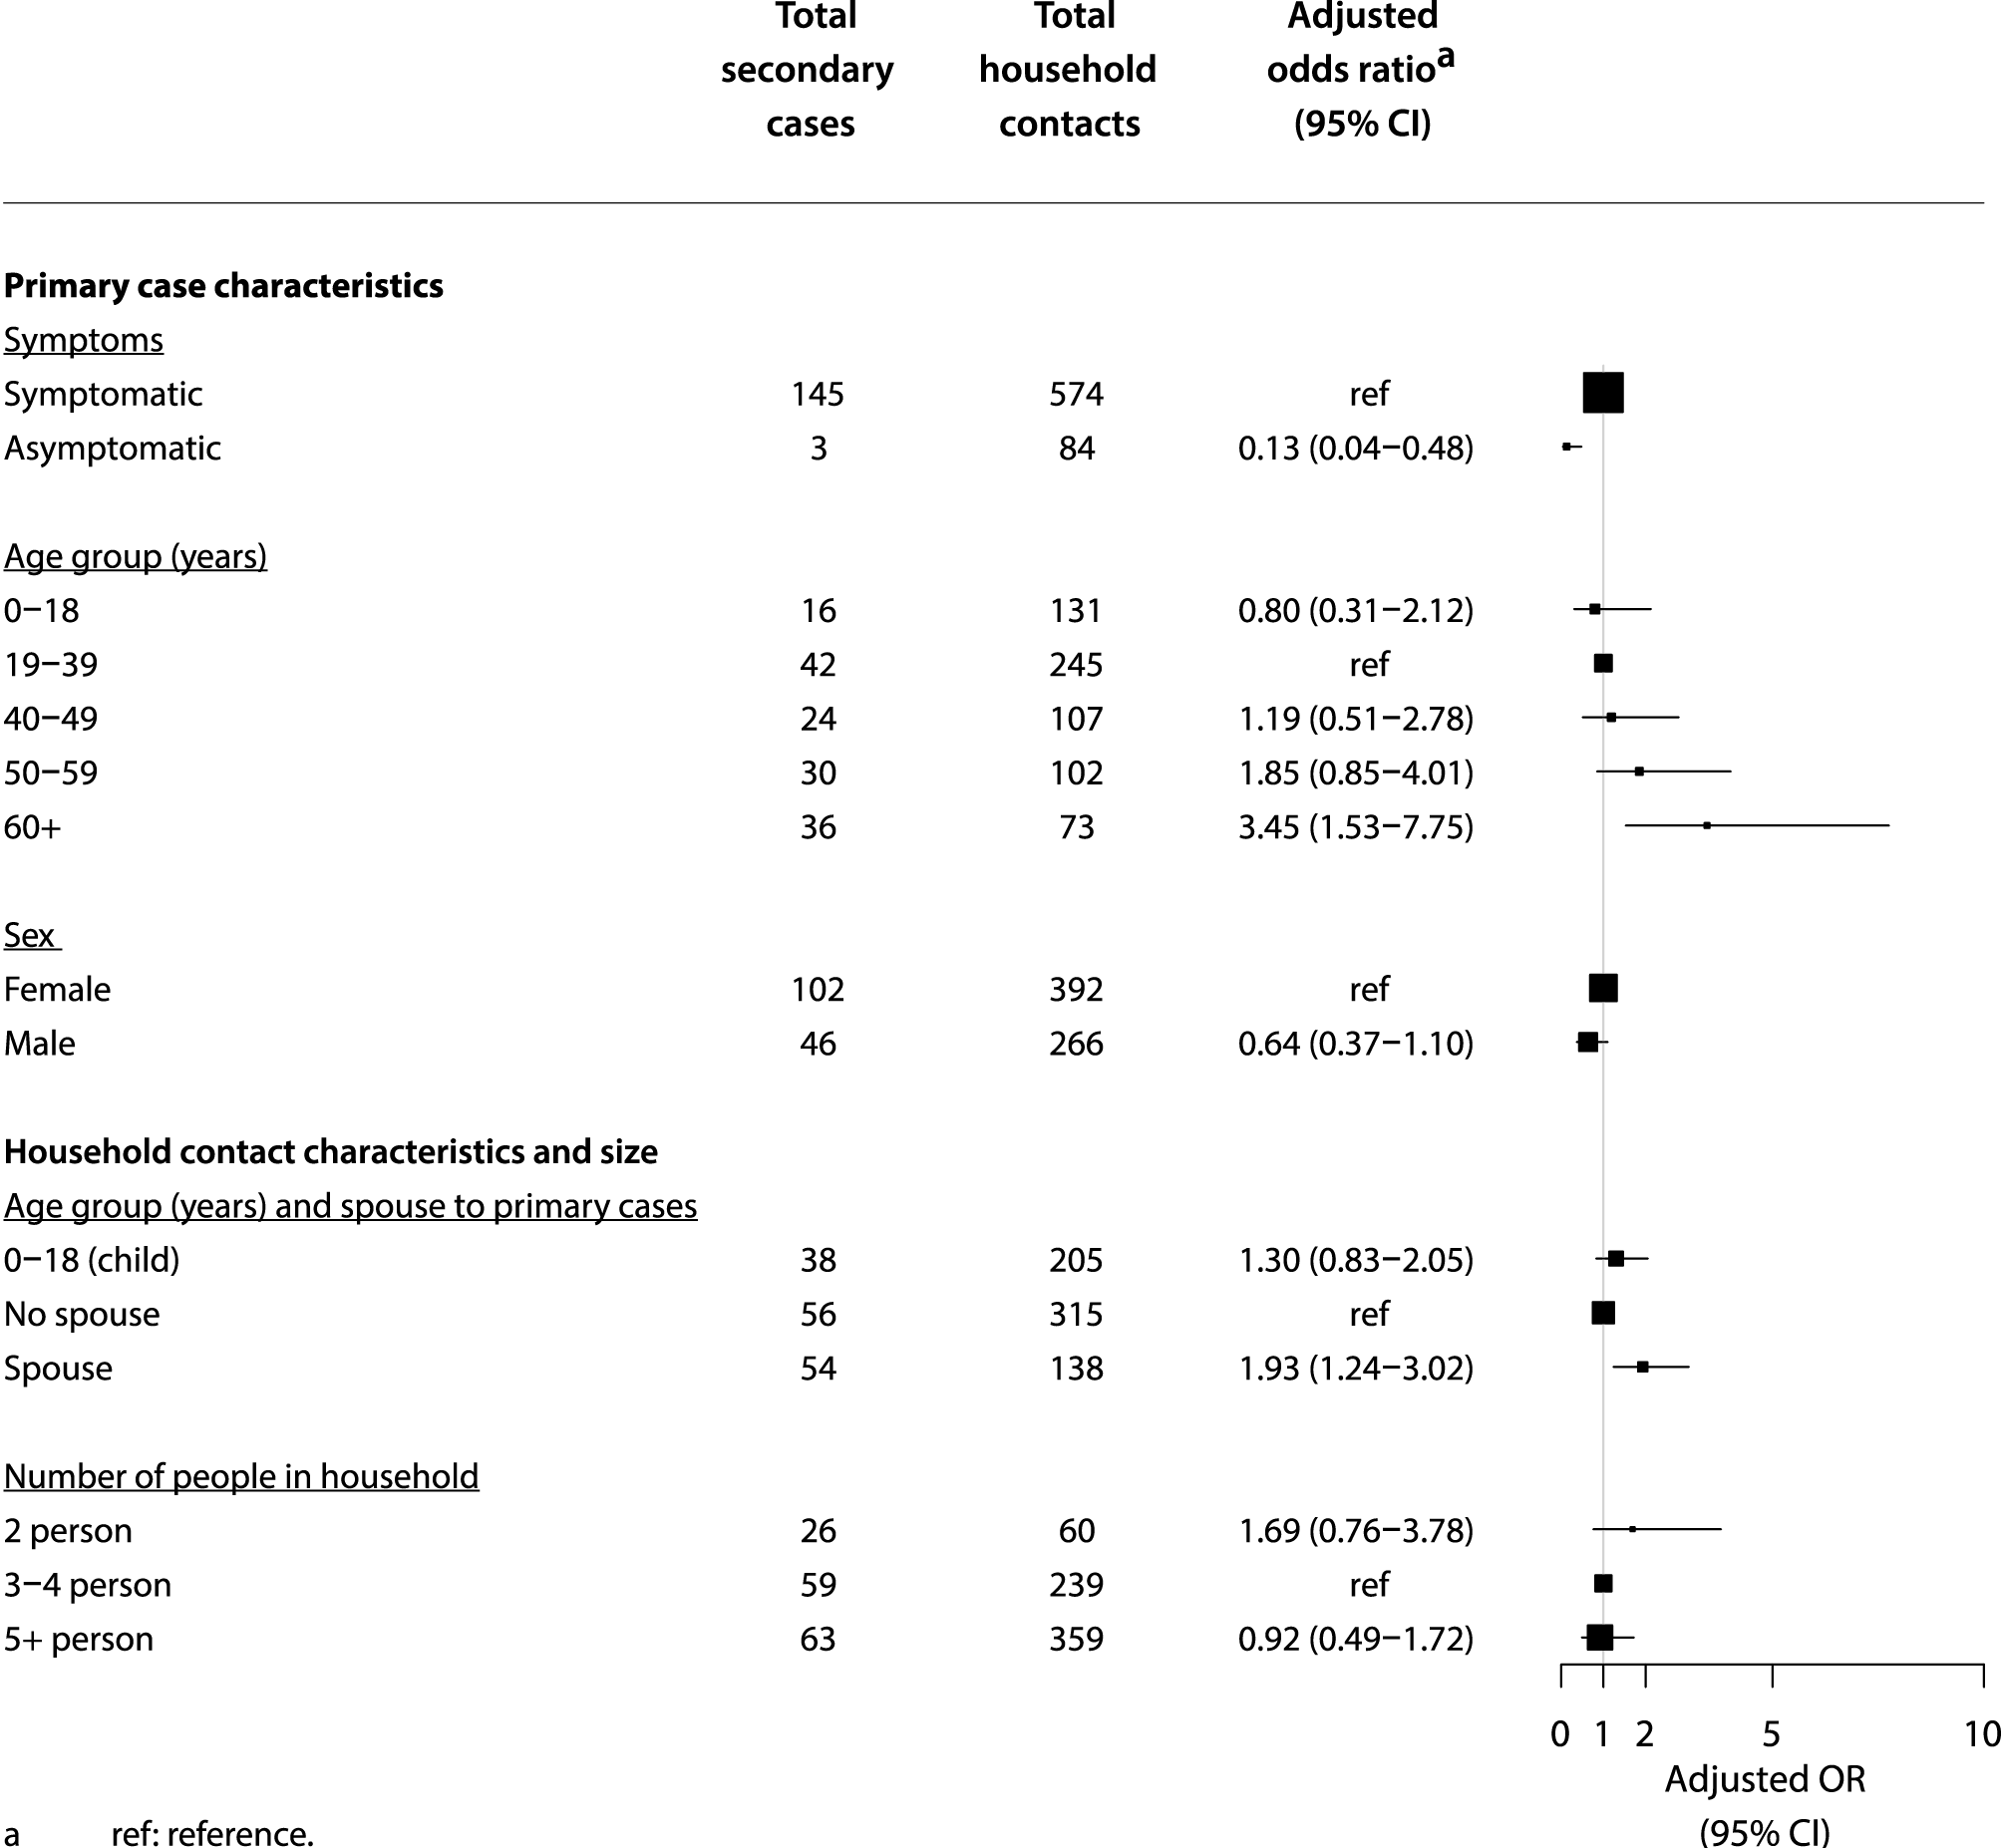 Total Total Adjusted
secondary household odds ratioᵃ
cases contacts (95% CI)
Primary case characteristics
Symptoms
Symptomatic 145 574 ref
Asymptomatic 3 84 0.13 (0.04−0.48)
Age group (years)
0−18 16 131 0.80 (0.31−2.12)
19−39 42 245 ref
40−49 24 107 1.19 (0.51−2.78)
50−59 30 102 1.85 (0.85−4.01)
60+ 36 73 3.45 (1.53−7.75)
Sex
Female 102 392 ref
Male 46 266 0.64 (0.37−1.10)
Household contact characteristics and size
Age group (years) and spouse to primary cases
0−18 (child) 38 205 1.30 (0.83−2.05)
No spouse 56 315 ref
Spouse 54 138 1.93 (1.24−3.02)
Number of people in household
2 person 26 60 1.69 (0.76−3.78)
3−4 person 59 239 ref
5+ person 63 359 0.92 (0.49−1.72)
0 1 2 5 10
Adjusted OR
(95% CI)
a ref: reference.